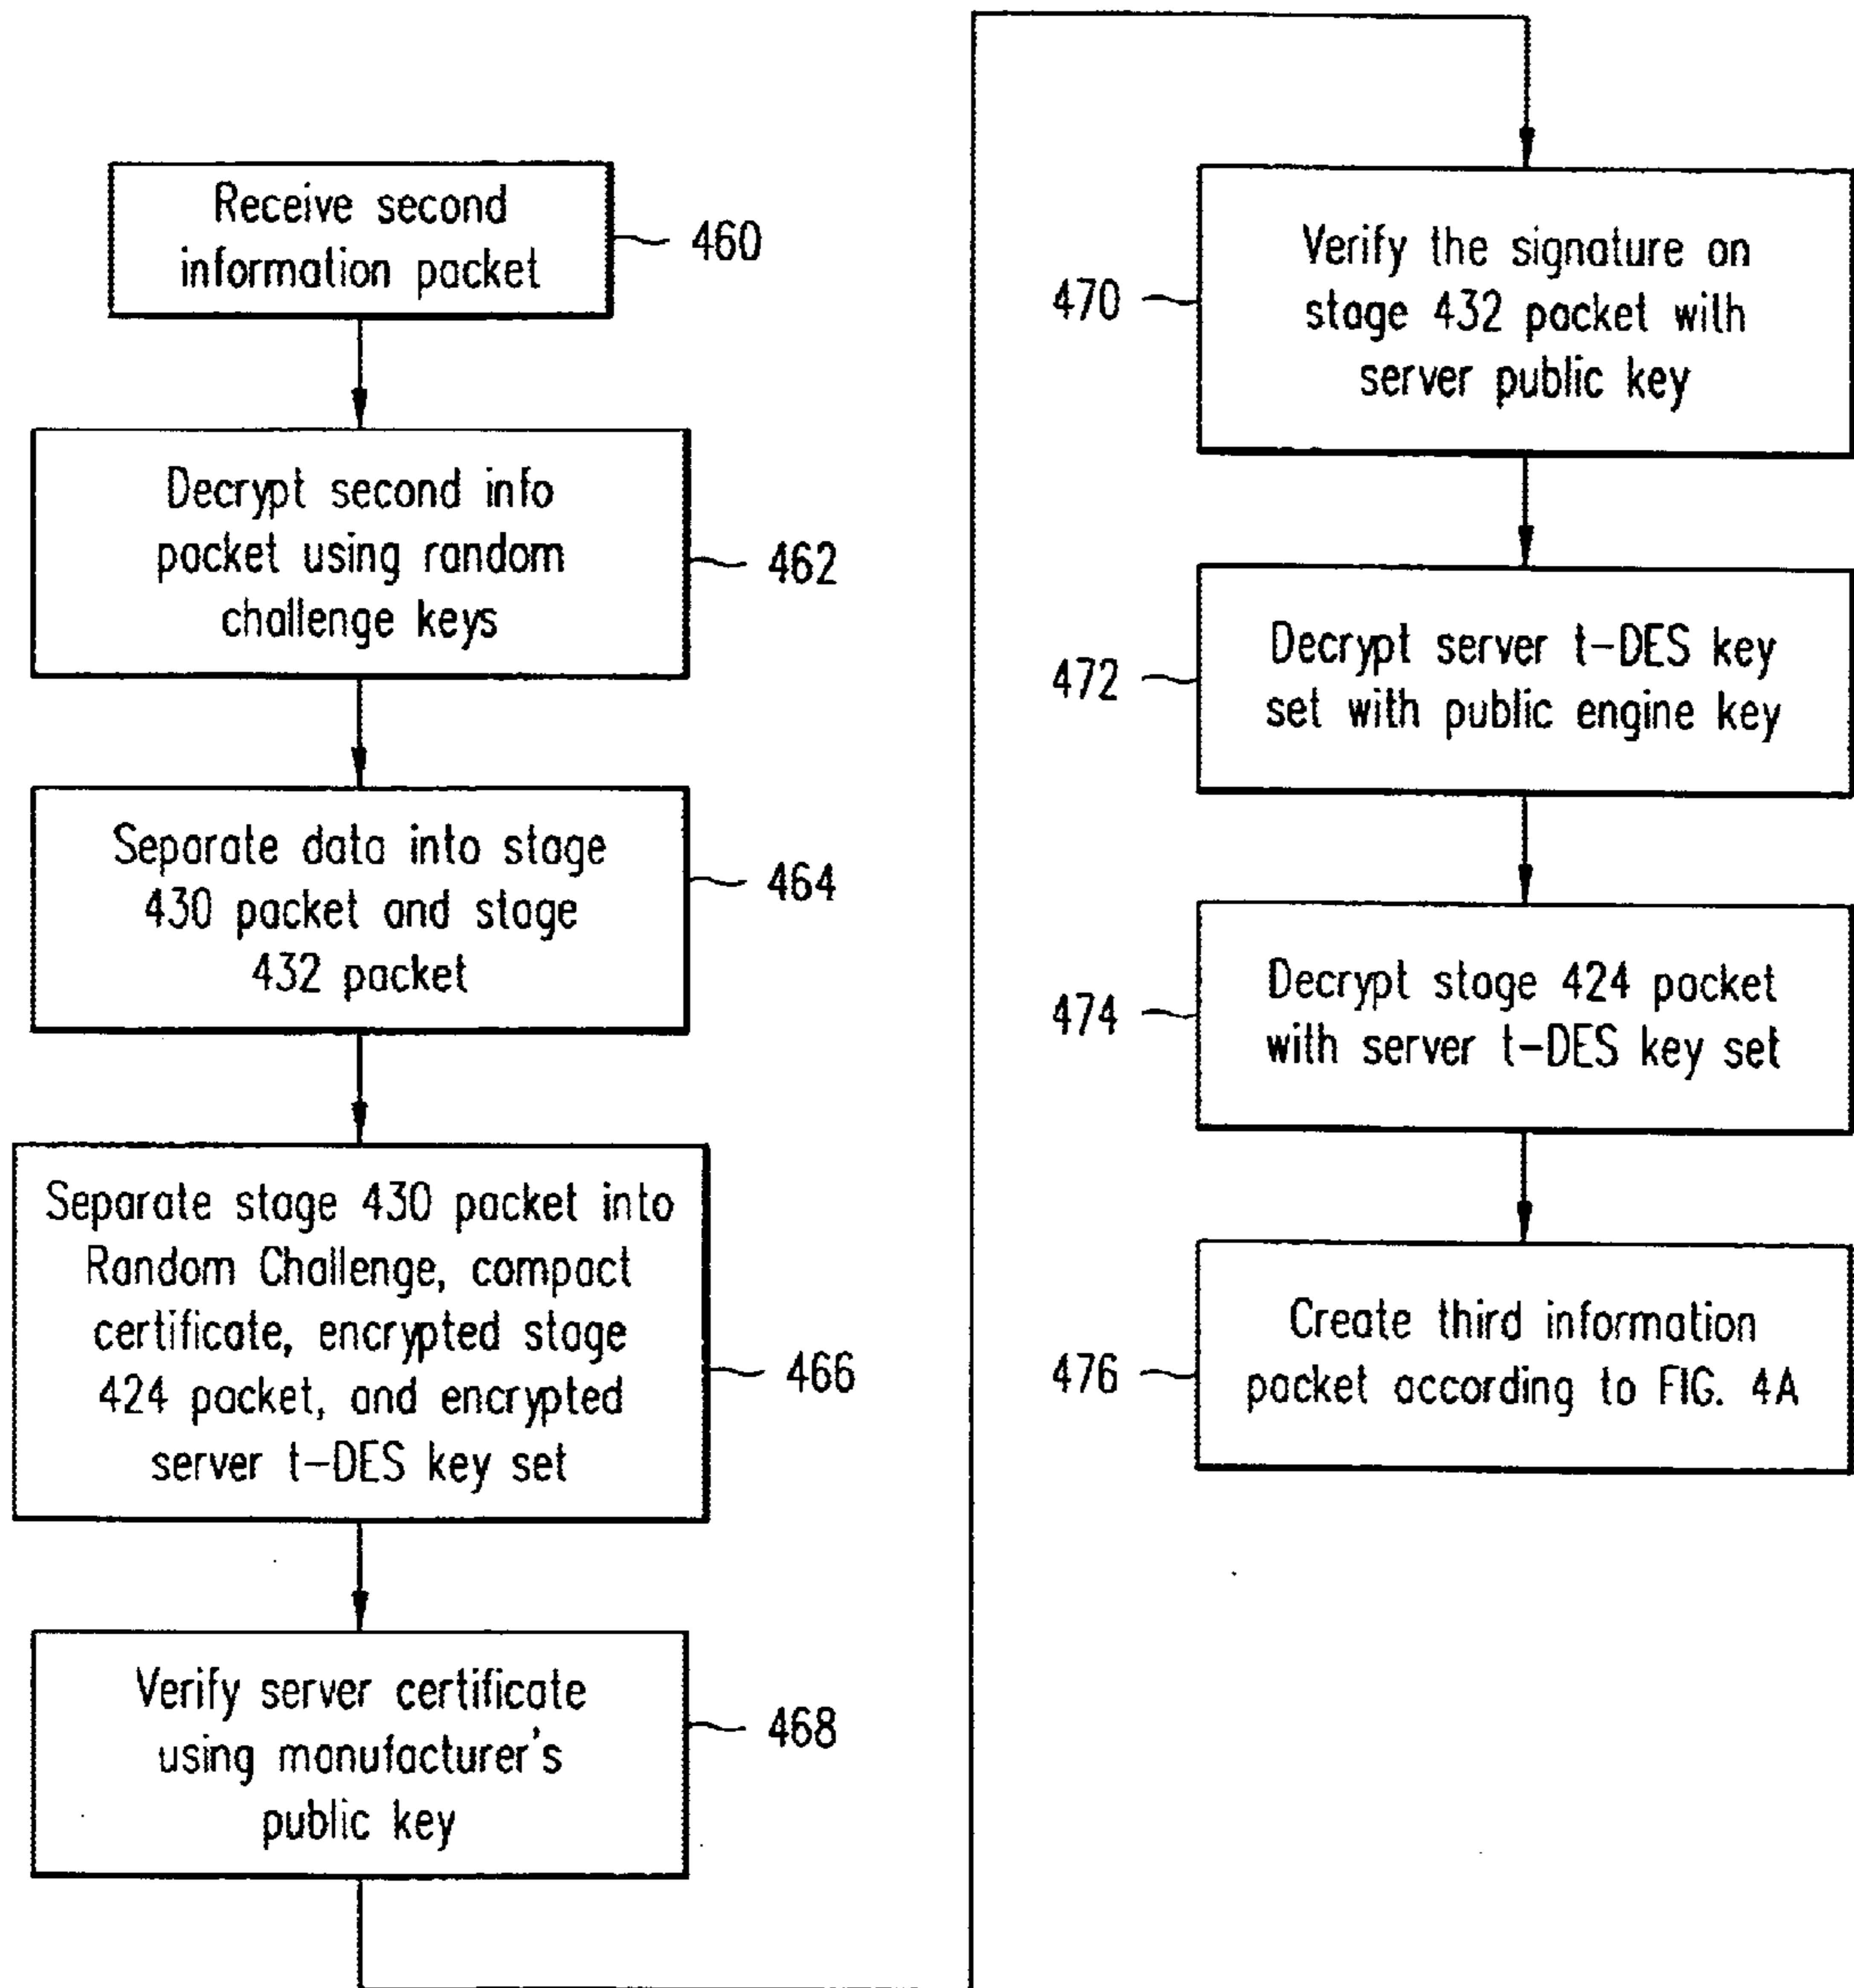 Receive second
information packet
460
Decrypt second info
packet using random
challenge keys
462
Separate data into stage
430 packet and stage
432 packet
464
Separate stage 430 packet into
Random Challenge, compact
certificate, encrypted stage
424 packet, and encrypted
server t-DES key set
466
Verify server certificate
using manufacturer's
public key
468
Verify the signature on
stage 432 packet with
server public key
470
Decrypt server t-DES key
set with public engine key
472
Decrypt stage 424 packet
with server t-DES key set
474
Create third information
packet according to FIG. 4A
476